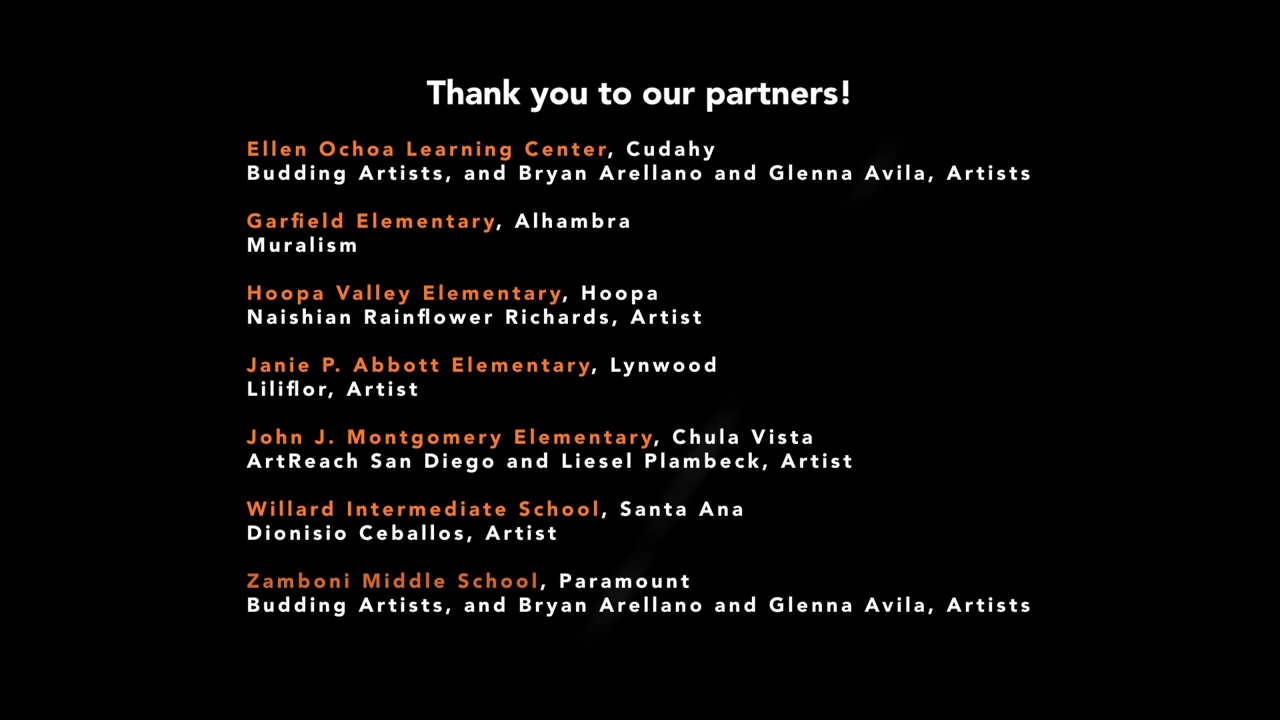 Thank you to our partners!
Ellen Ochoa Learning Center, Cudahy
Budding Artists, and Bryan Arellano and Glenna Avila, Artists
Garfield Elementary, Alhambra
Muralism
Hoopa Valley Elementary, Hoopa
Naishian Rainflower Richards, Artist
Janie P. Abbott Elementary, Lynwood
Liliflor, Artist
John J. Montgomery Elementary, Chula Vista
ArtReach San Diego and Liesel Plambeck, Artist
Willard Intermediate School, Santa Ana
Dionisio Ceballos, Artist
Zamboni Middle School, Paramount
Budding Artists, and Bryan Arellano and Glenna Avila, Artists